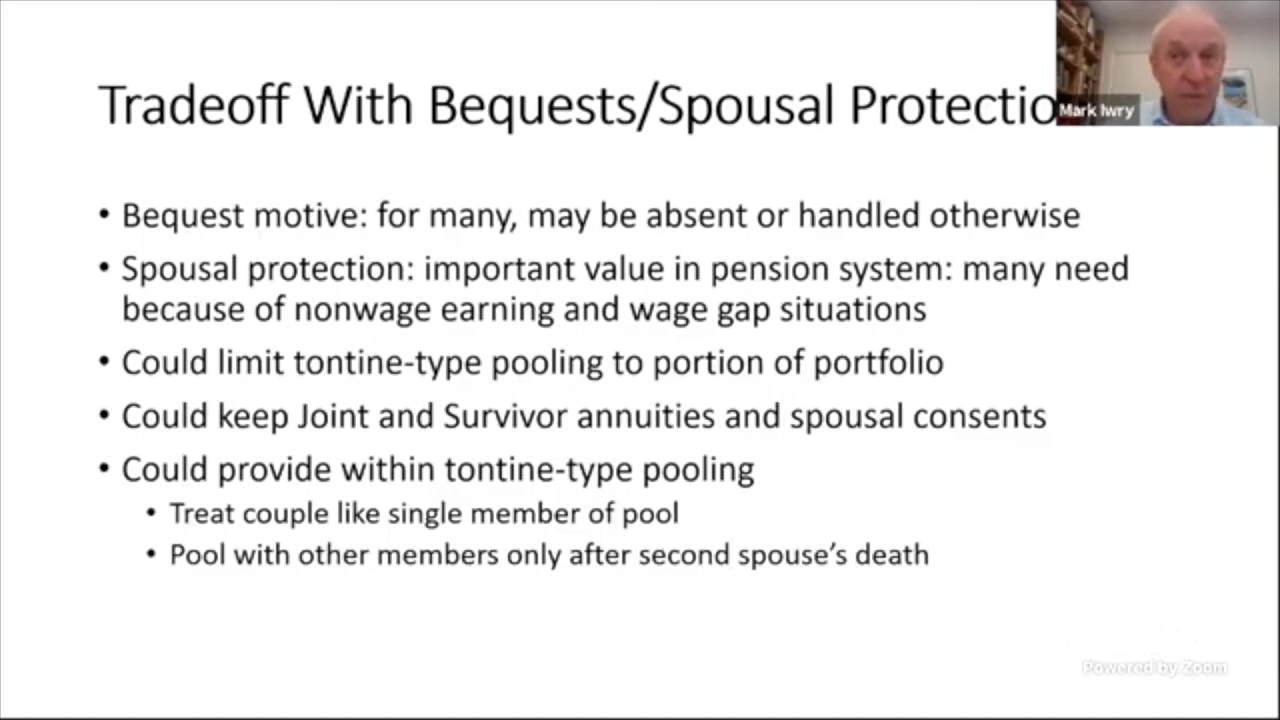 Tradeoff With Bequests/Spousal Protectio
Mark Iwry
• Bequest motive: for many, may be absent or handled otherwise
• Spousal protection: important value in pension system: many need
because of nonwage earning and wage gap situations
• Could limit tontine-type pooling to portion of portfolio
• Could keep Joint and Survivor annuities and spousal consents
• Could provide within tontine-type pooling
• Treat couple like single member of pool
• Pool with other members only after second spouse’s death
Powered by Zoom